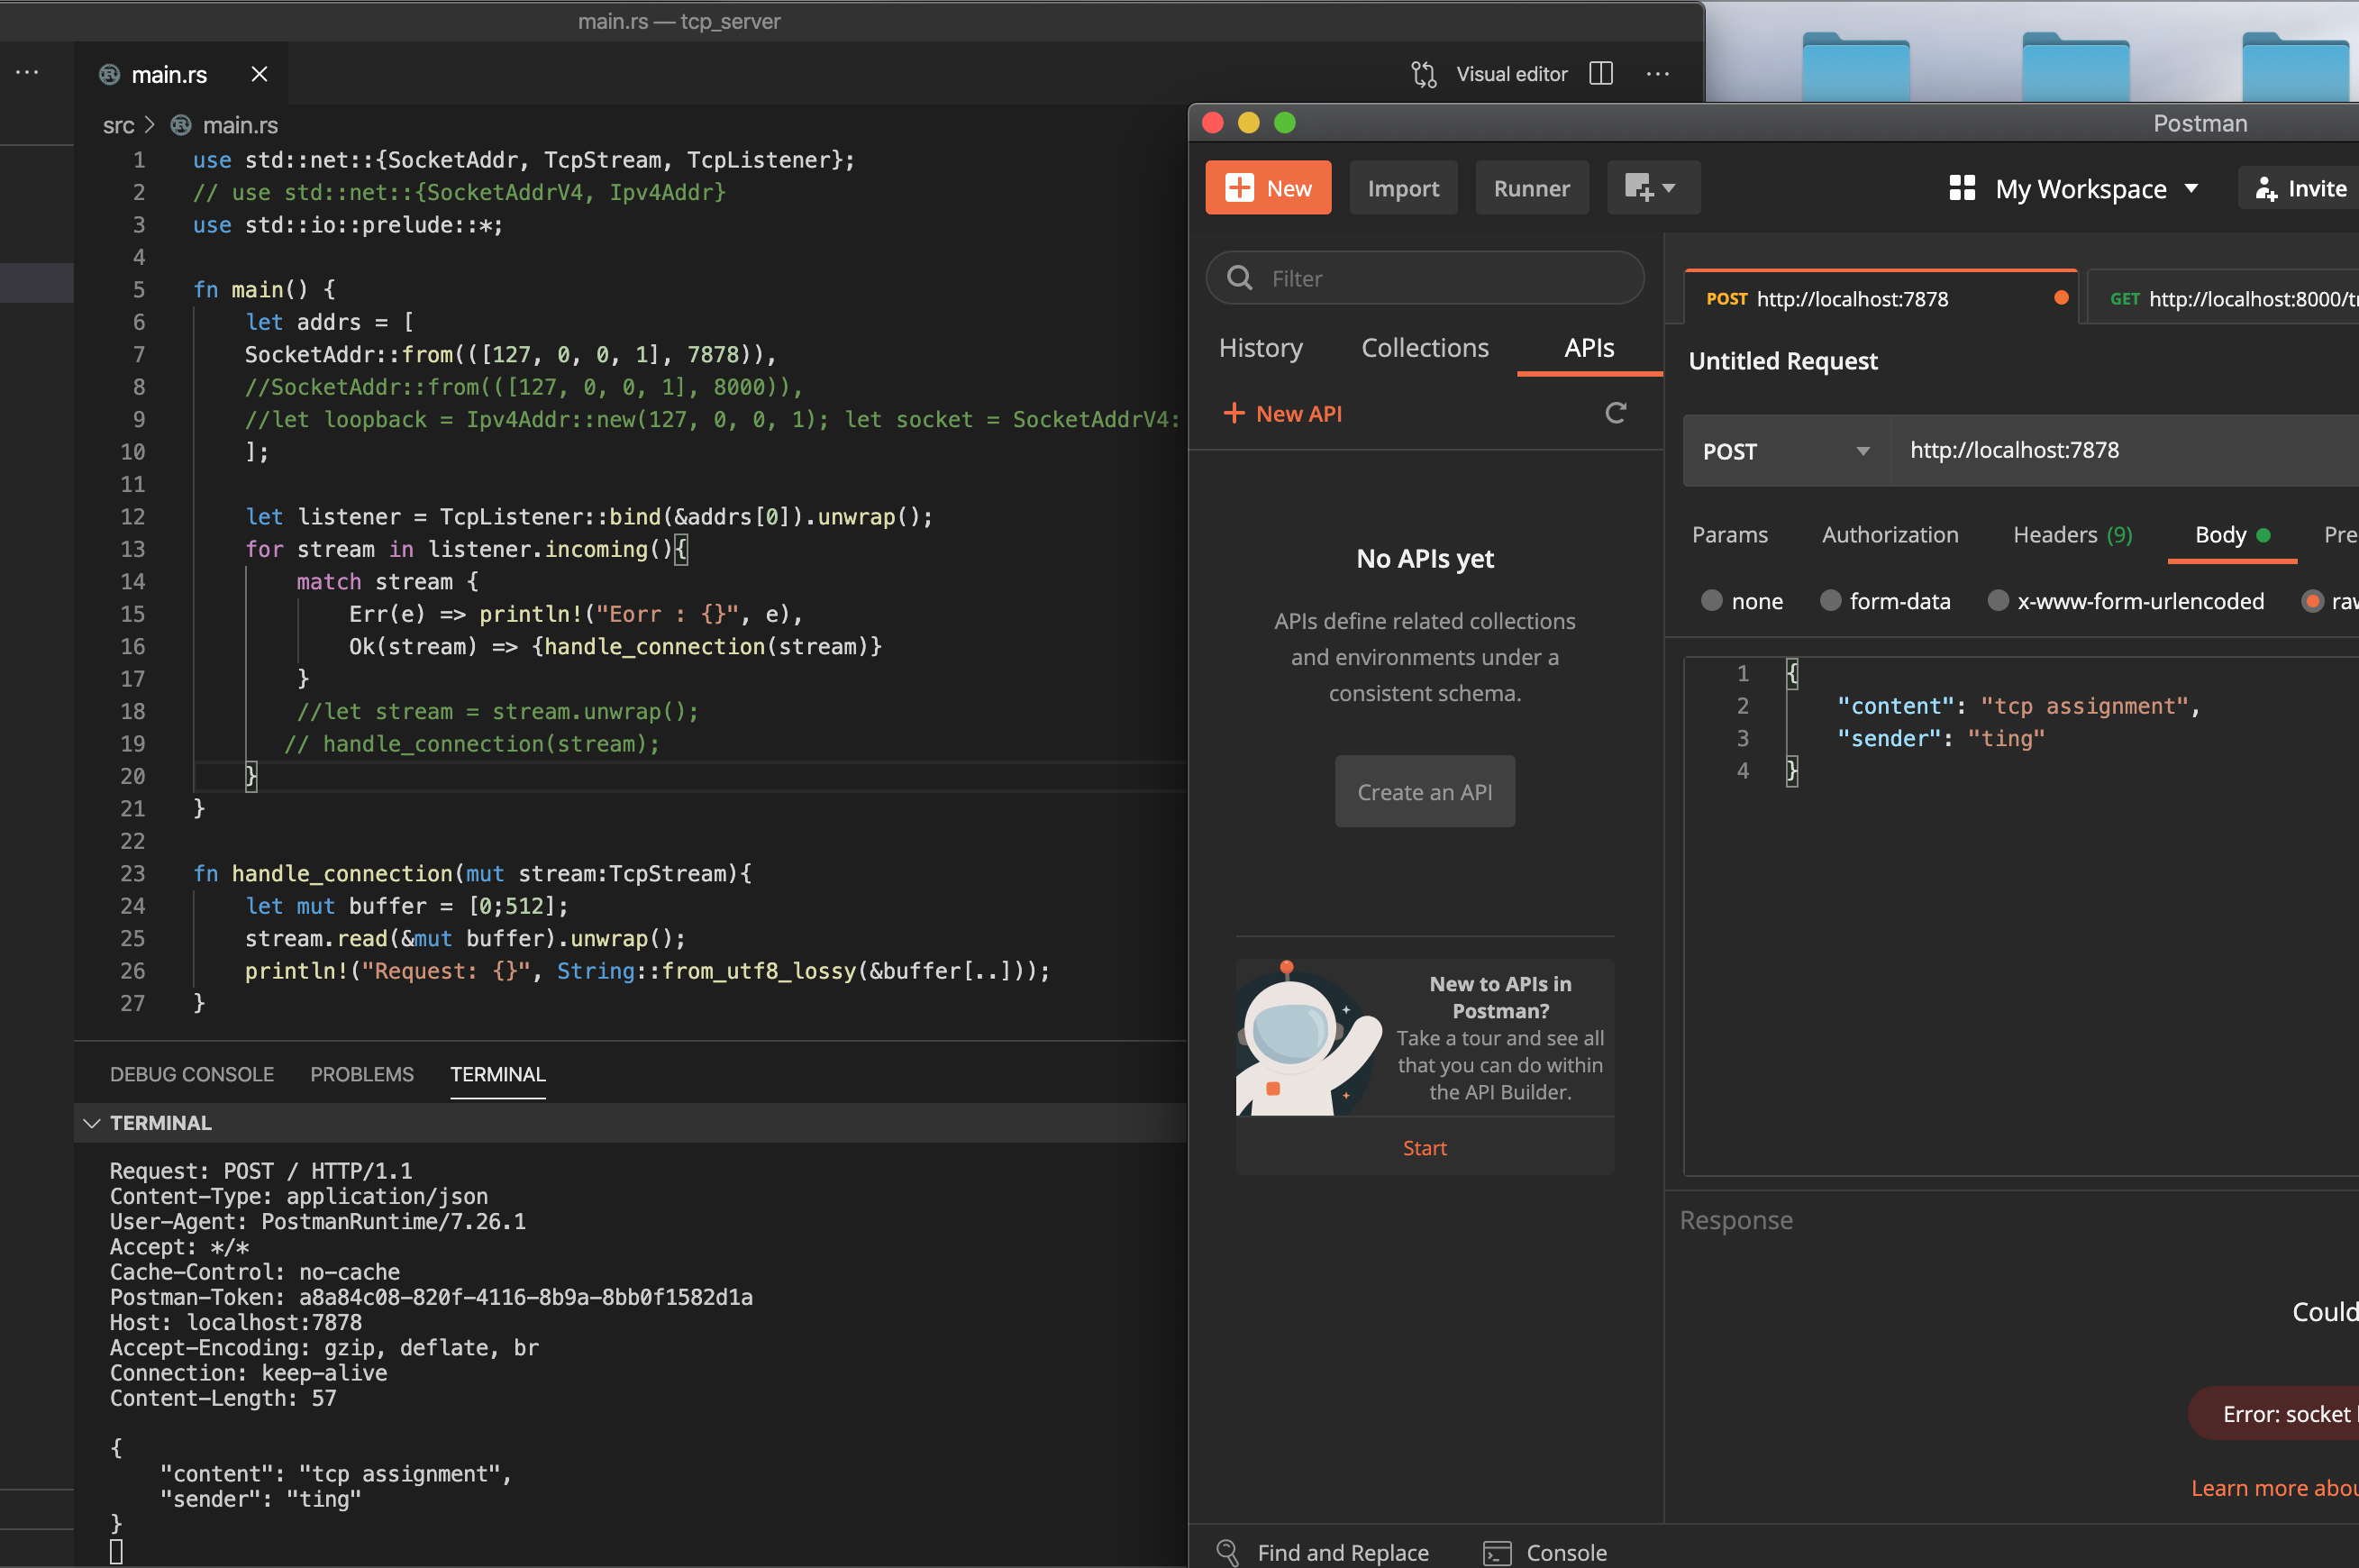 main.rs — tcp_server
main.rs
Visual editor
src > main.rs
1 use std::net::{SocketAddr, TcpStream, TcpListener};
2 // use std::net::{SocketAddrV4, Ipv4Addr}
3 use std::io::prelude::*;
4
5 fn main() {
6     let addrs = [
7     SocketAddr::from(([127, 0, 0, 1], 7878)),
8     //SocketAddr::from(([127, 0, 0, 1], 8000)),
9     //let loopback = Ipv4Addr::new(127, 0, 0, 1); let socket = SocketAddrV4:
10     ];
11
12     let listener = TcpListener::bind(&addrs[0]).unwrap();
13     for stream in listener.incoming(){
14         match stream {
15             Err(e) => println!("Eorr : {}", e),
16             Ok(stream) => {handle_connection(stream)}
17         }
18         //let stream = stream.unwrap();
19        // handle_connection(stream);
20     }
21 }
22
23 fn handle_connection(mut stream:TcpStream){
24     let mut buffer = [0;512];
25     stream.read(&mut buffer).unwrap();
26     println!("Request: {}", String::from_utf8_lossy(&buffer[..]));
27 }
DEBUG CONSOLE PROBLEMS TERMINAL
TERMINAL
Request: POST / HTTP/1.1
Content-Type: application/json
User-Agent: PostmanRuntime/7.26.1
Accept: */*
Cache-Control: no-cache
Postman-Token: a8a84c08-820f-4116-8b9a-8bb0f1582d1a
Host: localhost:7878
Accept-Encoding: gzip, deflate, br
Connection: keep-alive
Content-Length: 57

{
    "content": "tcp assignment",
    "sender": "ting"
}
Postman
New Import Runner
My Workspace
Invite
Filter
History Collections APIs
+ New API
No APIs yet
APIs define related collections
and environments under a
consistent schema.
Create an API
New to APIs in
Postman?
Take a tour and see all
that you can do within
the API Builder.
Start
POST http://localhost:7878
GET http://localhost:8000/
Untitled Request
POST http://localhost:7878
Params Authorization Headers (9) Body Pre
none form-data x-www-form-urlencoded raw
1 {
2     "content": "tcp assignment",
3     "sender": "ting"
4 }
Response
Could
Error: socket
Learn more abou
Find and Replace Console